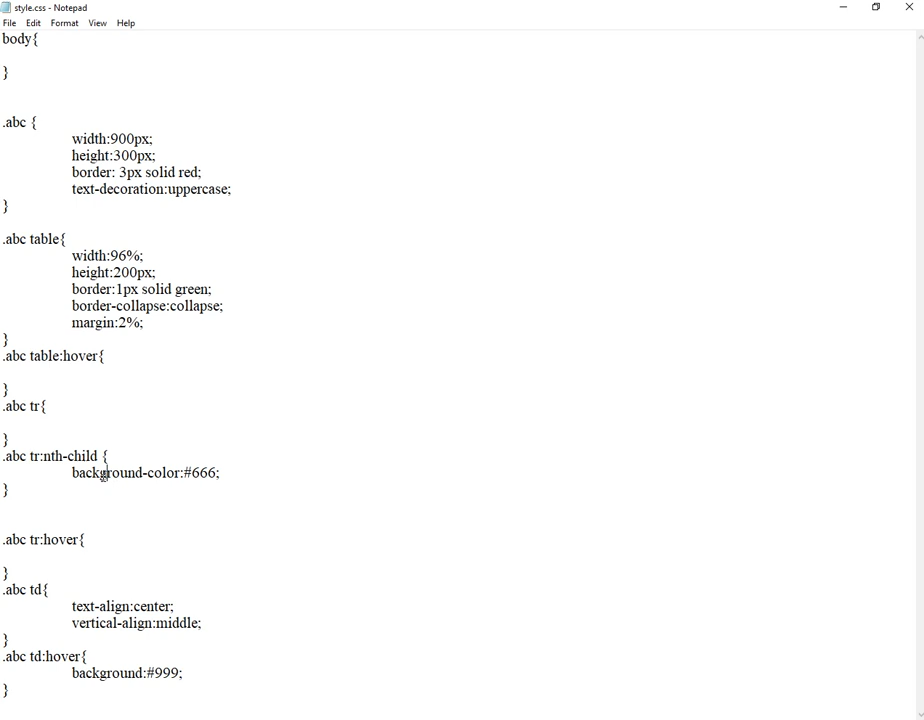 style.css - Notepad
File Edit Format View Help
body{
}
.abc {
width:900px;
height:300px;
border: 3px solid red;
text-decoration:uppercase;
}
.abc table{
width:96%;
height:200px;
border:1px solid green;
border-collapse:collapse;
margin:2%;
}
.abc table:hover{
}
.abc tr{
}
.abc tr:nth-child {
background-color:#666;
}
.abc tr:hover{
}
.abc td{
text-align:center;
vertical-align:middle;
}
.abc td:hover{
background:#999;
}